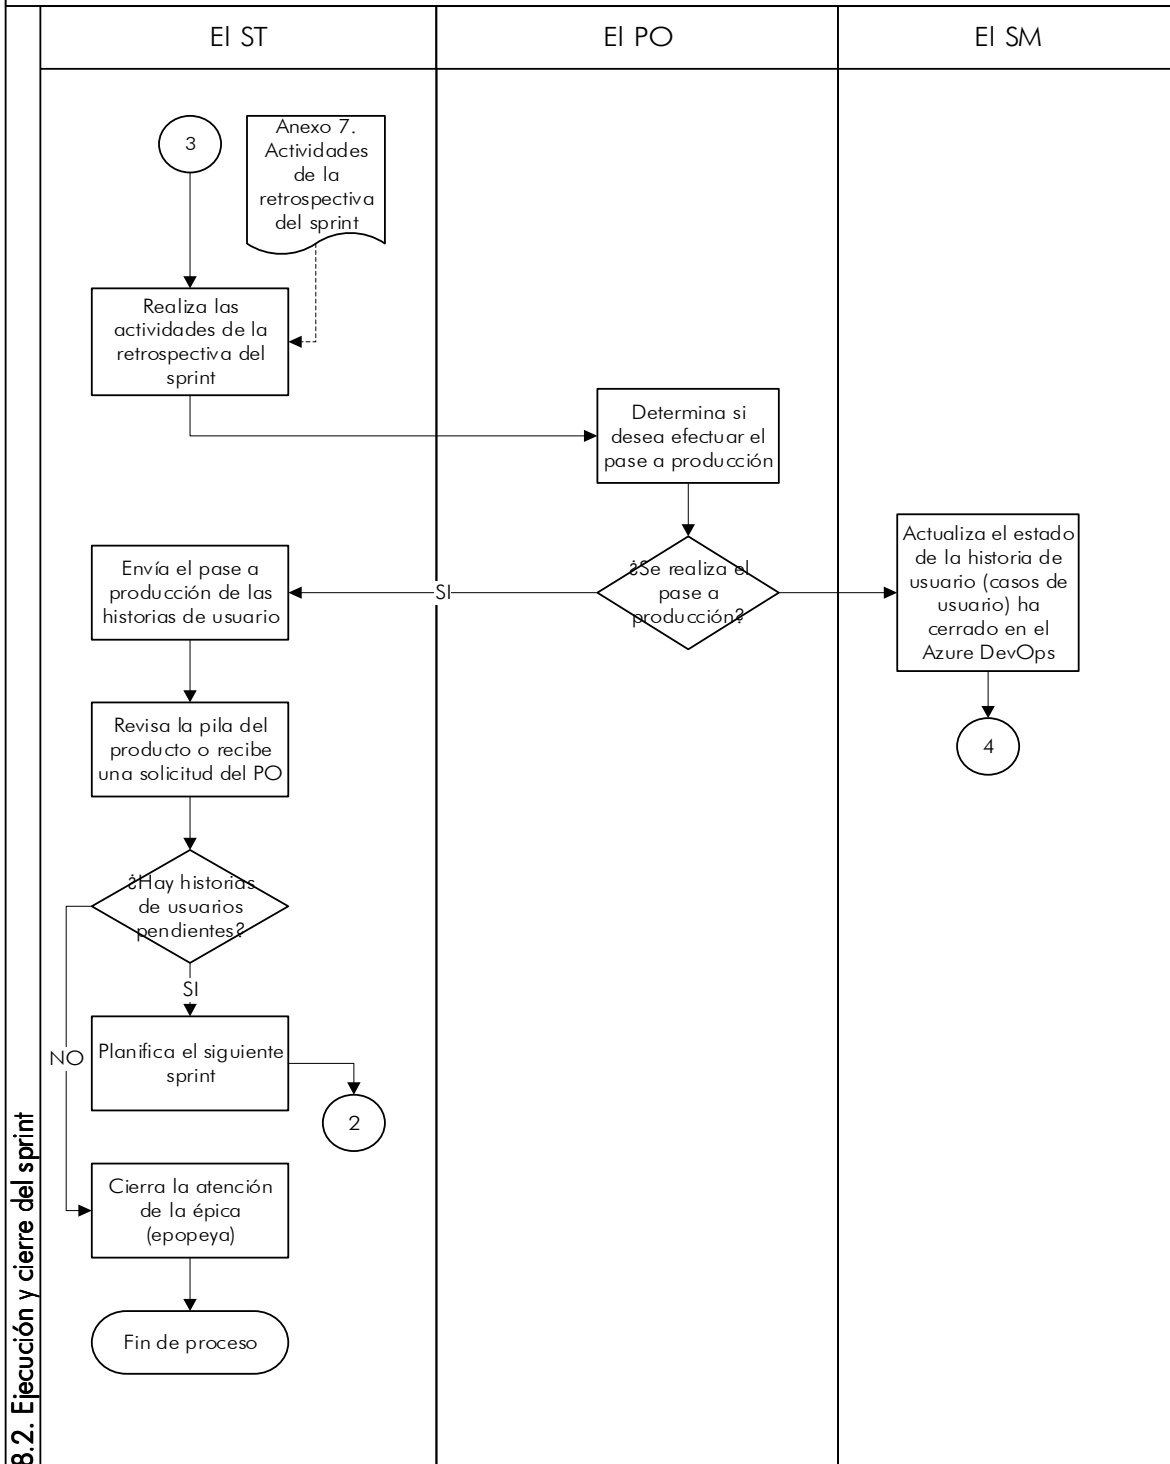 El ST
El PO
El SM
3
Anexo 7.
Actividades
de la
retrospectiva
del sprint
Realiza las
actividades de la
retrospectiva del
sprint
Determina si
desea efectuar el
pase a producción
¿Se realiza el
pase a
producción?
SI
Envía el pase a
producción de las
historias de usuario
Actualiza el estado
de la historia de
usuario (casos de
usuario) ha
cerrado en el
Azure DevOps
4
Revisa la pila del
producto o recibe
una solicitud del PO
¿Hay historias
de usuarios
pendientes?
SI
NO
Planifica el siguiente
sprint
2
Cierra la atención
de la épica
(epopeya)
Fin de proceso
8.2. Ejecución y cierre del sprint